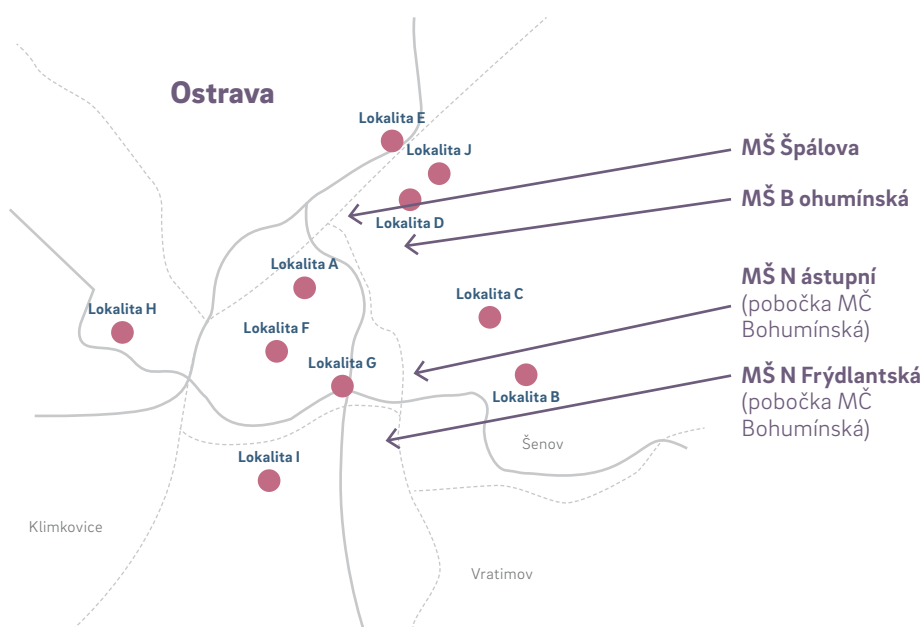 Ostrava
Lokalita E
Lokalita J
MŠ Špálova
MŠ B ohumínská
Lokalita D
Lokalita A
MŠ N ástupní
(pobočka MČ
Bohumínská)
Lokalita C
Lokalita H
Lokalita F
Lokalita G
MŠ N Frýdlantská
(pobočka MČ
Bohumínská)
Lokalita B
Šenov
Lokalita I
Klimkovice
Vratimov